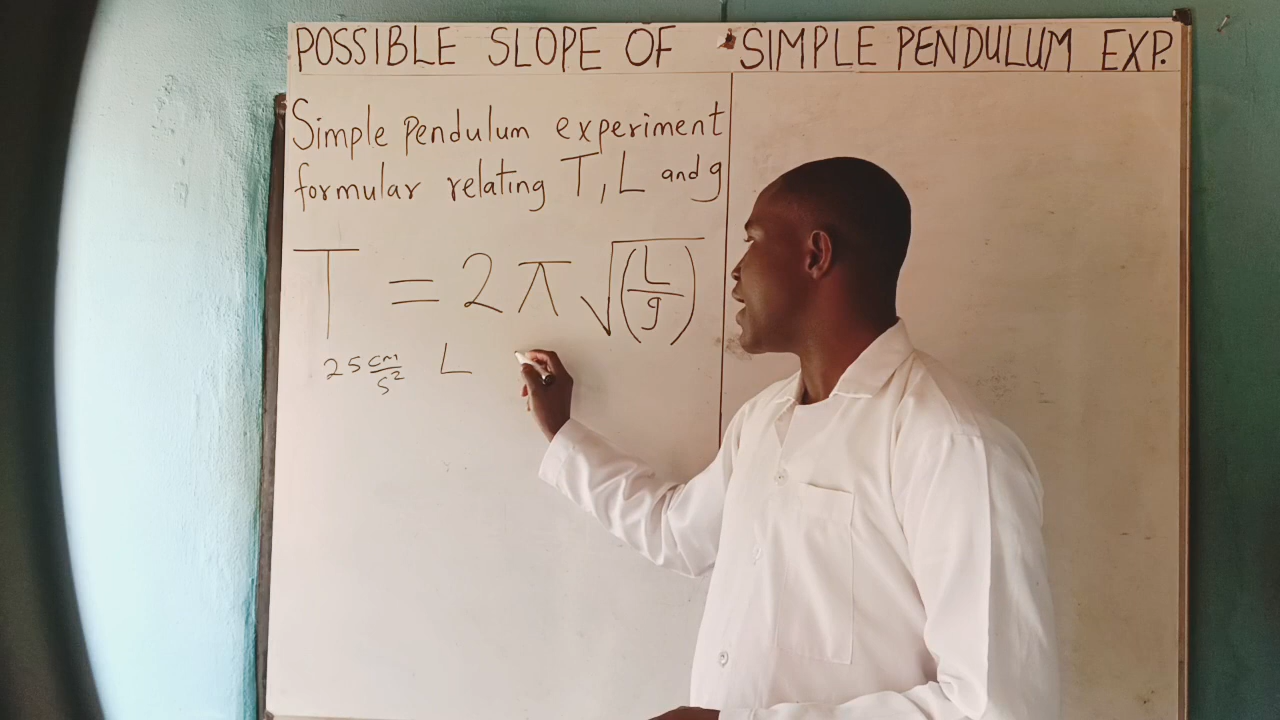 POSSIBLE SLOPE OF SIMPLE PENDULUM EXP.
Simple pendulum experiment
formular relating T, L and g
T = 2π√(L/g)
25 cm/s² L